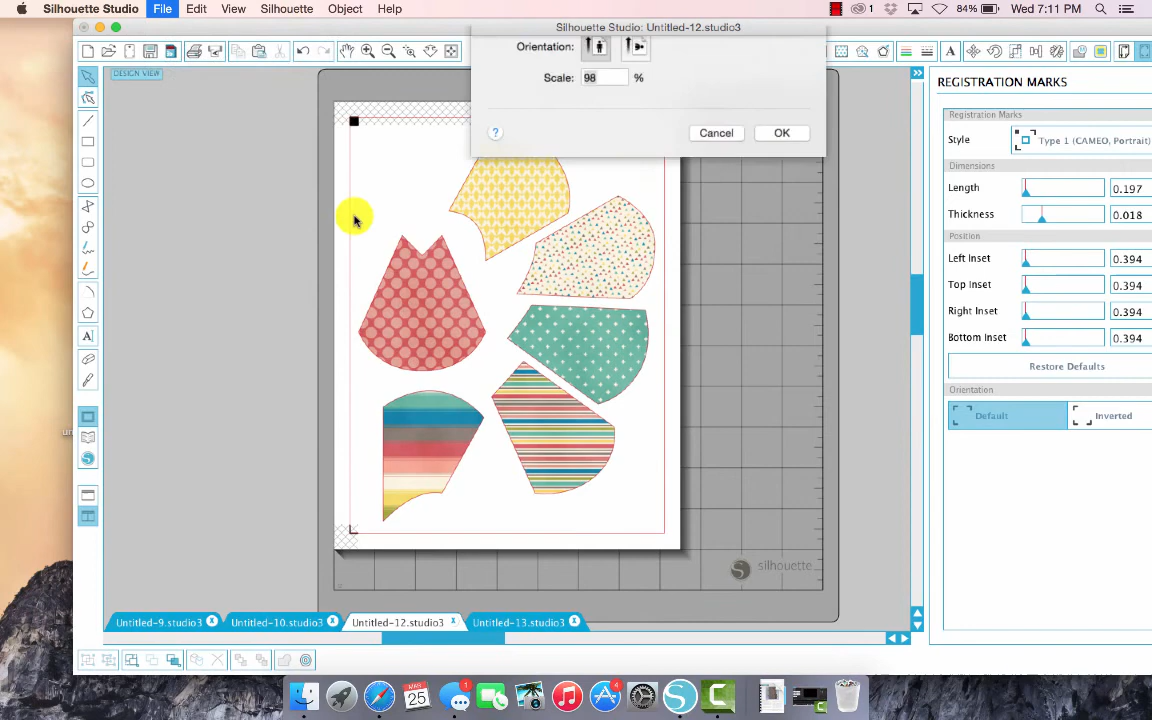 Silhouette Studio File Edit View Silhouette Object Help
1 84% Wed 7:11 PM
Silhouette Studio: Untitled-12.studio3
DESIGN VIEW
Orientation:
Scale: 98 %
? Cancel OK
REGISTRATION MARKS
Registration Marks
Style Type 1 (CAMEO, Portrait)
Dimensions
Length 0.197
Thickness 0.018
Position
Left Inset 0.394
Top Inset 0.394
Right Inset 0.394
Bottom Inset 0.394
Restore Defaults
Orientation
Default Inverted
silhouette
Untitled-9.studio3 Untitled-10.studio3 Untitled-12.studio3 Untitled-13.studio3
MAR
25
1
4